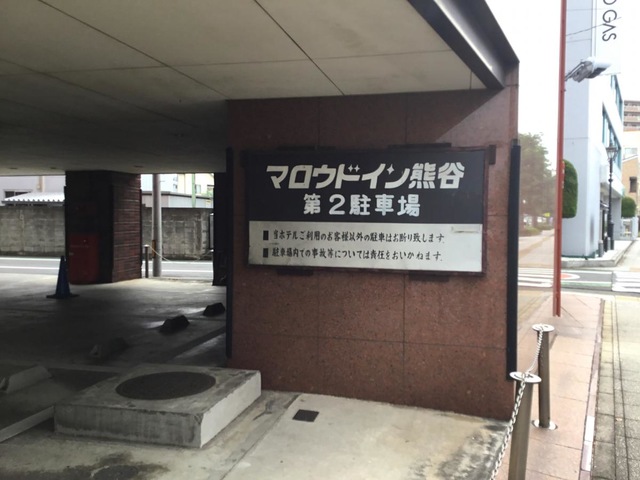 マロウドイン熊谷
第2駐車場
■ 当ホテルご利用のお客様以外の駐車はお断り致します
■ 駐車場内での事故等については責任をおいかねます
O GAS